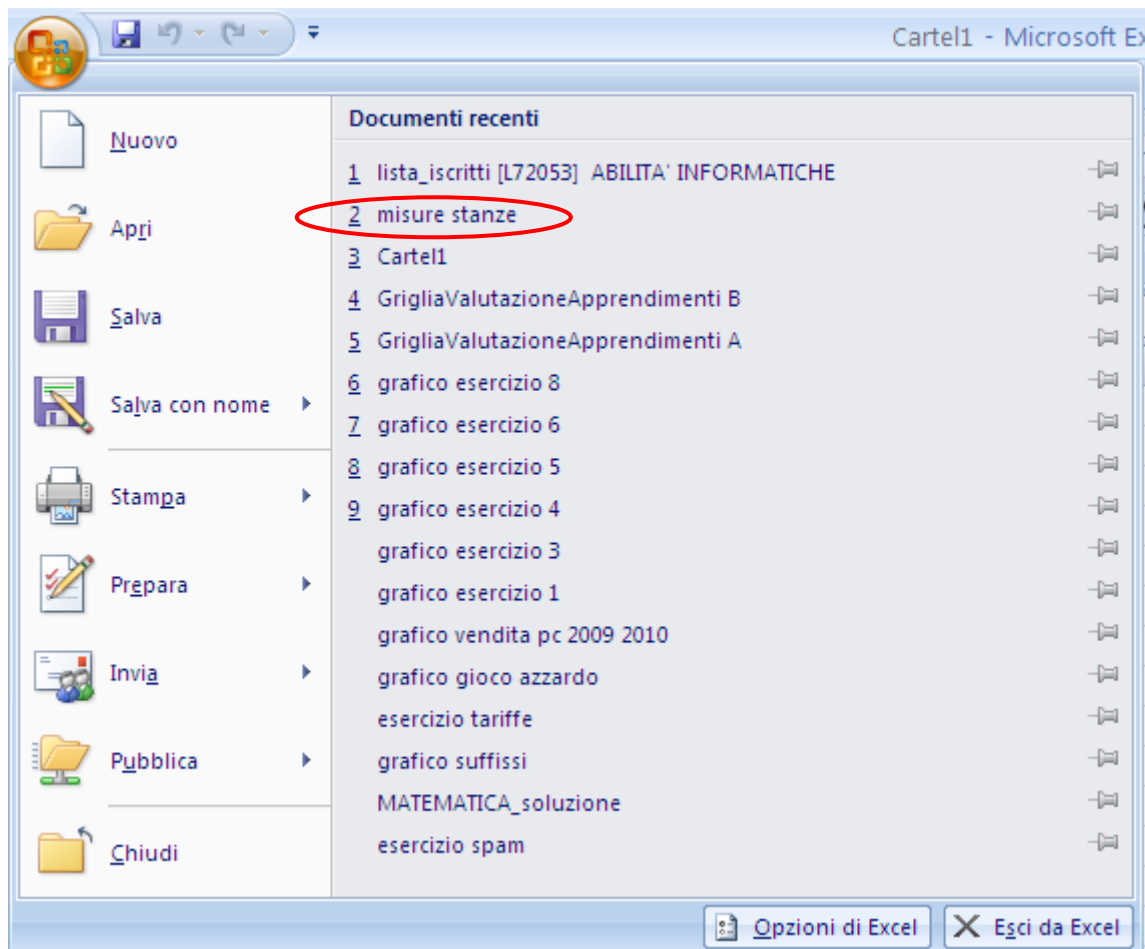 Cartel1 - Microsoft Ex
Nuovo
Apri
Salva
Salva con nome
Stampa
Prepara
Invia
Pubblica
Chiudi
Documenti recenti
1 lista_iscritti [L72053] ABILITA' INFORMATICHE
2 misure stanze
3 Cartel1
4 GrigliaValutazioneApprendimenti B
5 GrigliaValutazioneApprendimenti A
6 grafico esercizio 8
7 grafico esercizio 6
8 grafico esercizio 5
9 grafico esercizio 4
grafico esercizio 3
grafico esercizio 1
grafico vendita pc 2009 2010
grafico gioco azzardo
esercizio tariffe
grafico suffissi
MATEMATICA_soluzione
esercizio spam
Opzioni di Excel
Esci da Excel